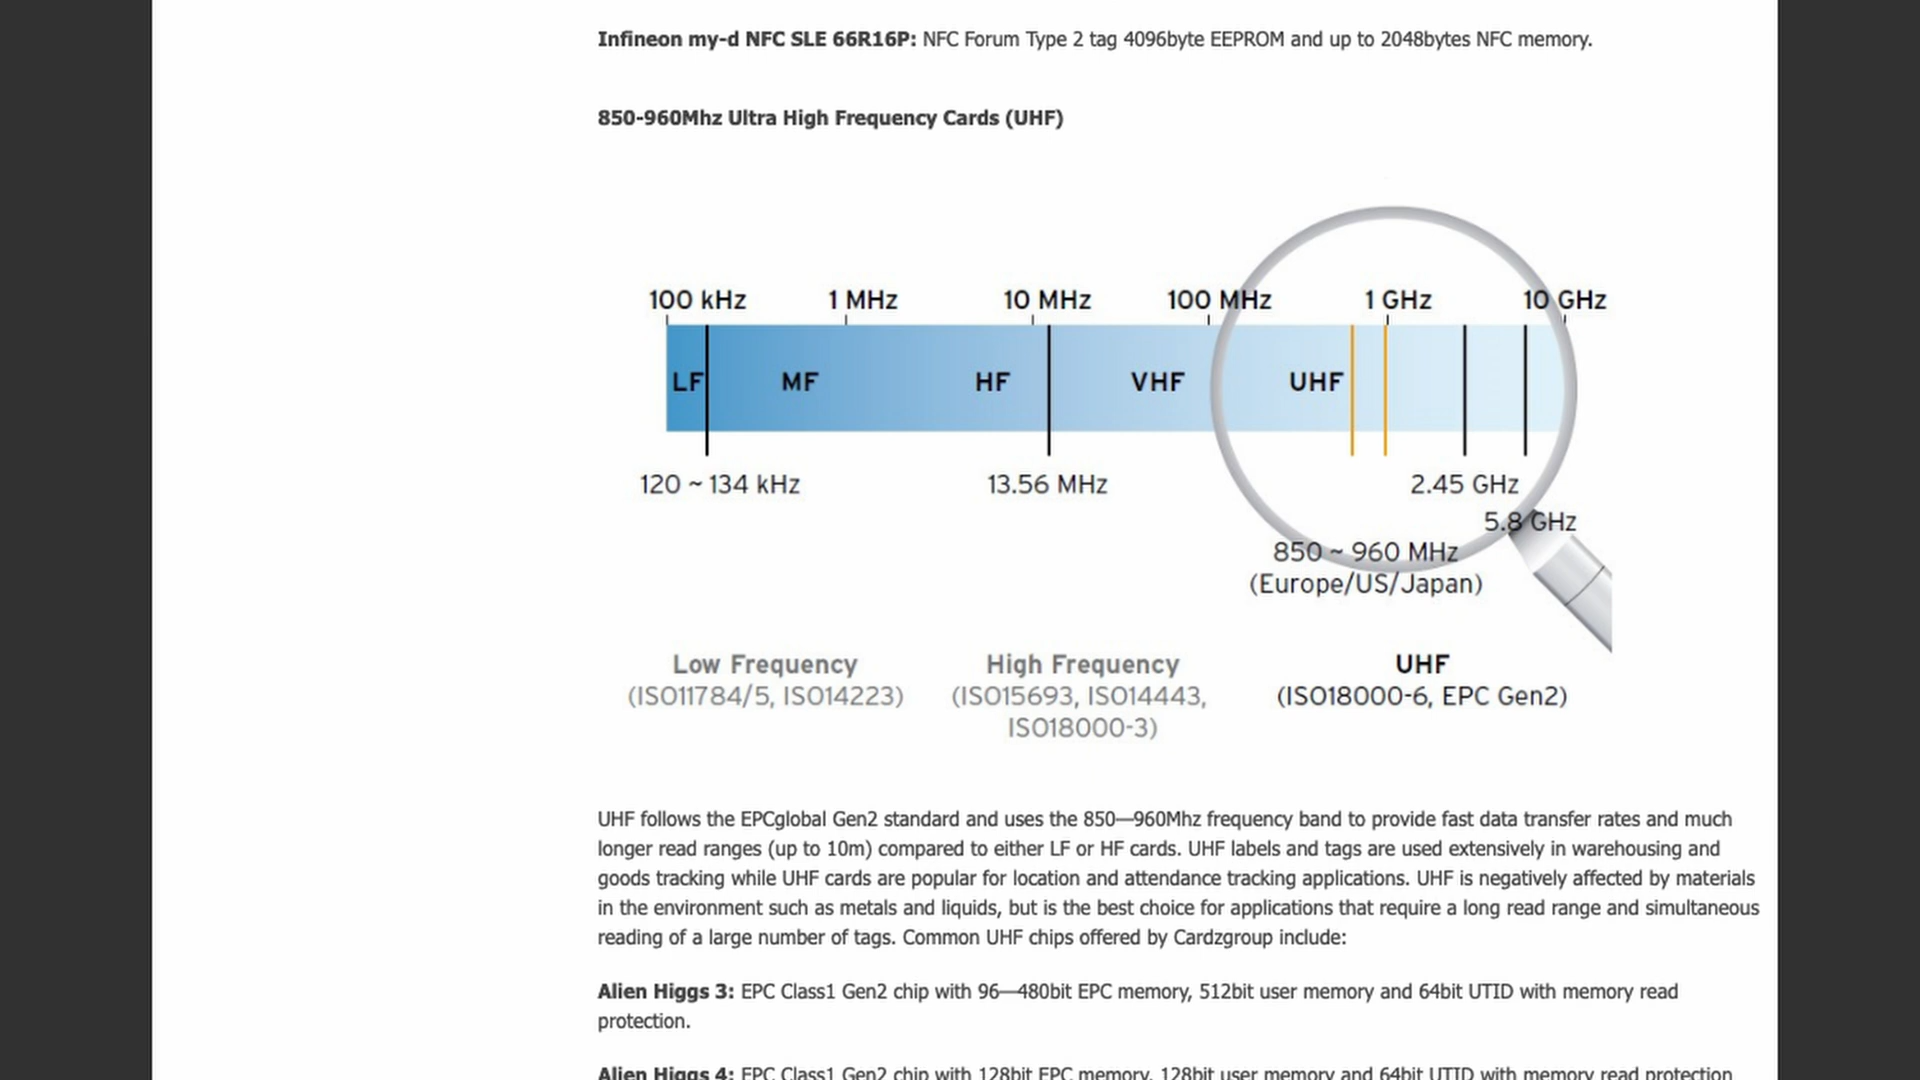 Infineon my-d NFC SLE 66R16P: NFC Forum Type 2 tag 4096byte EEPROM and up to 2048bytes NFC memory.
850-960Mhz Ultra High Frequency Cards (UHF)
100 kHz 1 MHz 10 MHz 100 MHz 1 GHz 10 GHz
LF MF HF VHF UHF
120 ~ 134 kHz 13.56 MHz 2.45 GHz
5.8 GHz
850 ~ 960 MHz
(Europe/US/Japan)
Low Frequency High Frequency UHF
(ISO11784/5, ISO14223) (ISO15693, ISO14443, (ISO18000-6, EPC Gen2)
ISO18000-3)
UHF follows the EPCglobal Gen2 standard and uses the 850—960Mhz frequency band to provide fast data transfer rates and much
longer read ranges (up to 10m) compared to either LF or HF cards. UHF labels and tags are used extensively in warehousing and
goods tracking while UHF cards are popular for location and attendance tracking applications. UHF is negatively affected by materials
in the environment such as metals and liquids, but is the best choice for applications that require a long read range and simultaneous
reading of a large number of tags. Common UHF chips offered by Cardzgroup include:
Alien Higgs 3: EPC Class1 Gen2 chip with 96—480bit EPC memory, 512bit user memory and 64bit UTID with memory read
protection.
Alien Higgs 4: EPC Class1 Gen2 chip with 128bit EPC memory, 128bit user memory and 64bit UTID with memory read protection